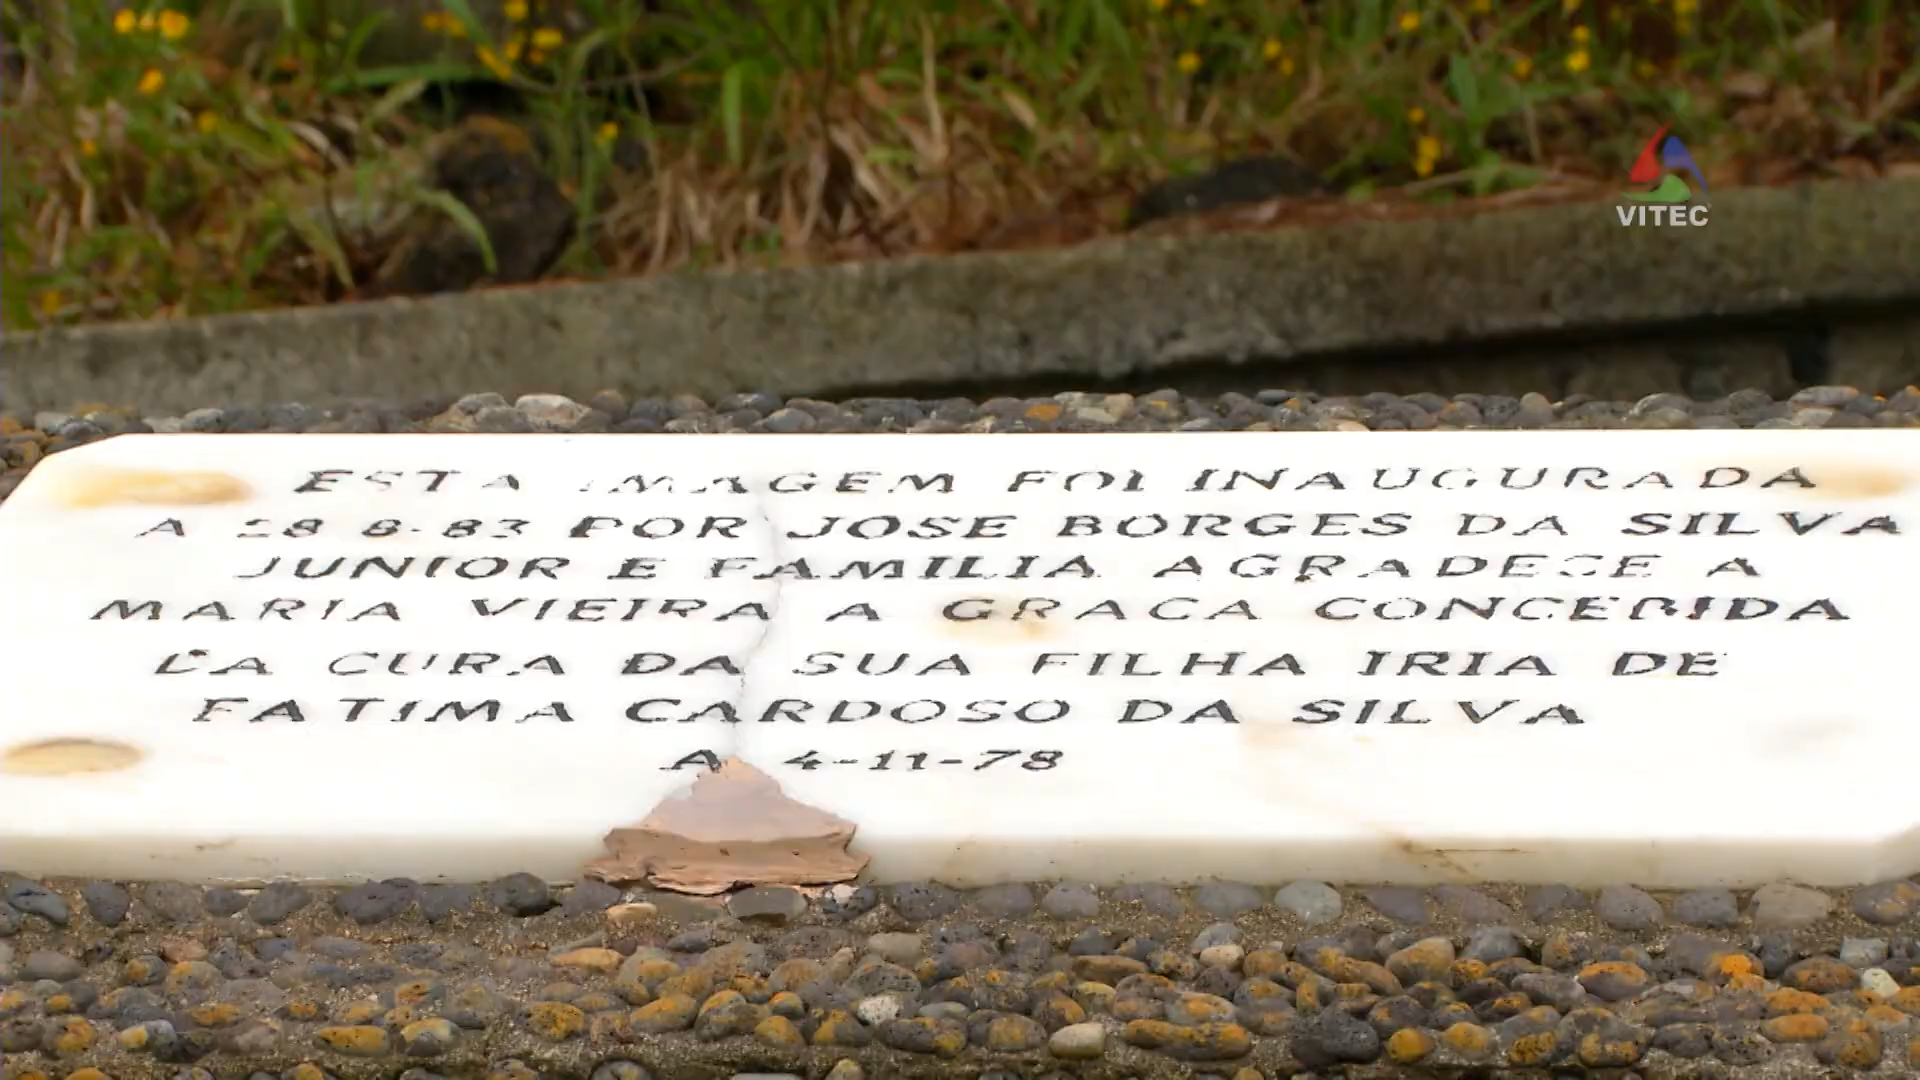 VITEC
ESTA IMAGEM FOI INAUGURADA
A 28-8-83 POR JOSE BORGES DA SILVA
JUNIOR E FAMILIA AGRADECE A
MARIA VIEIRA A GRACA CONCEBIDA
DA CURA DA SUA FILHA IRIA DE
FATIMA CARDOSO DA SILVA
A 4-11-78